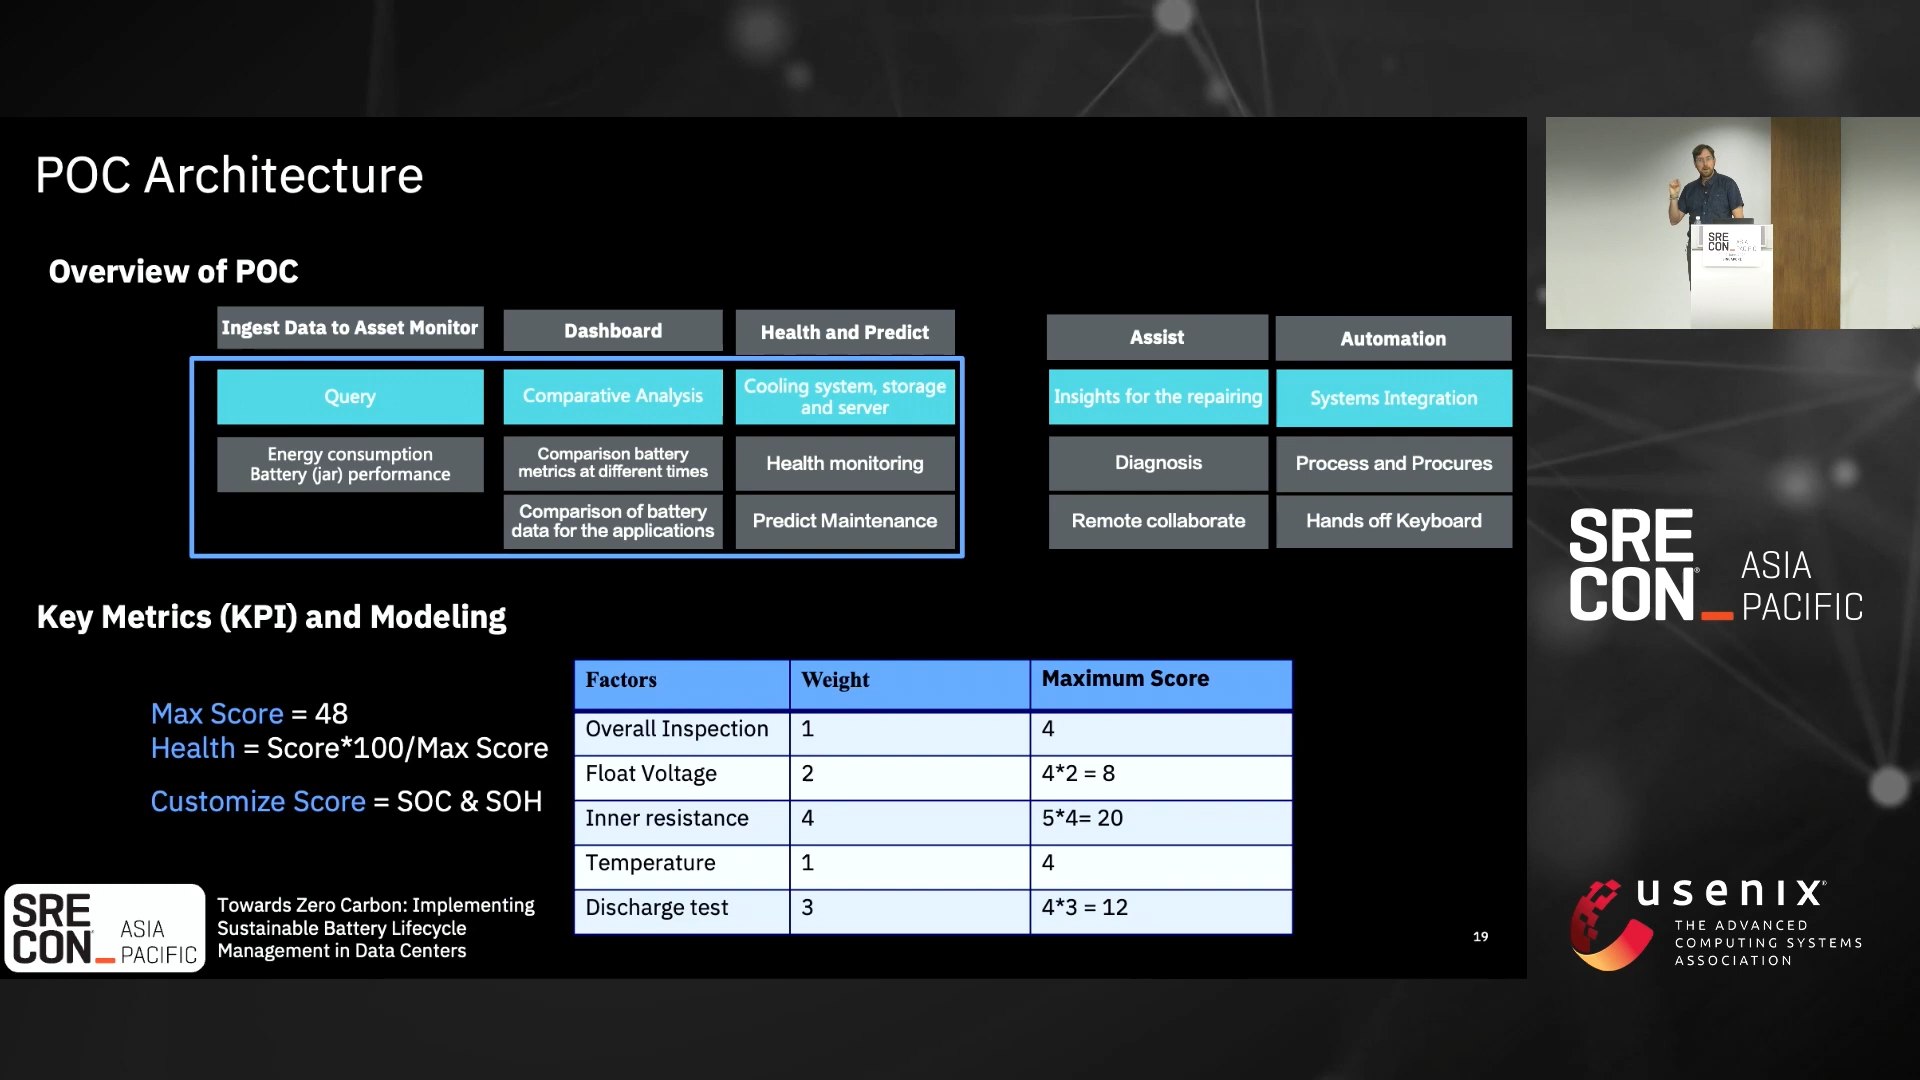 POC Architecture
Overview of POC
Ingest Data to Asset Monitor
Dashboard
Health and Predict
Assist
Automation
Query
Comparative Analysis
Cooling system, storage
and server
Insights for the repairing
Systems Integration
Energy consumption
Battery (jar) performance
Comparison battery
metrics at different times
Health monitoring
Diagnosis
Process and Procures
Comparison of battery
data for the applications
Predict Maintenance
Remote collaborate
Hands off Keyboard
Key Metrics (KPI) and Modeling
Max Score = 48
Health = Score*100/Max Score
Customize Score = SOC & SOH
Factors Weight Maximum Score
Overall Inspection 1 4
Float Voltage 2 4*2 = 8
Inner resistance 4 5*4= 20
Temperature 1 4
Discharge test 3 4*3 = 12
SRE
CON_ ASIA
PACIFIC
Towards Zero Carbon: Implementing
Sustainable Battery Lifecycle
Management in Data Centers
19
SRE
CON
SRE
CON®_ ASIA
PACIFIC
usenix®
THE ADVANCED
COMPUTING SYSTEMS
ASSOCIATION